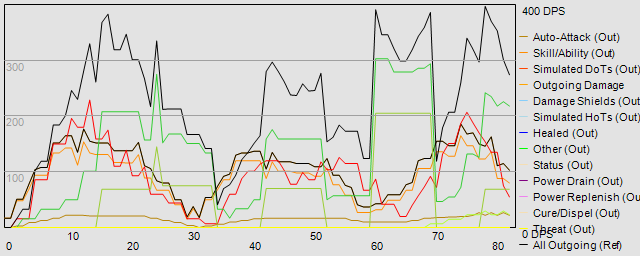 400 DPS
300
200
100
Auto-Attack (Out)
Skill/Ability (Out)
Simulated DoTs (Out)
Outgoing Damage
Damage Shields (Out)
Simulated HoTs (Out)
Healed (Out)
Other (Out)
Status (Out)
Power Drain (Out)
Power Replenish (Ou
Cure/Dispel (Out)
Threat (Out)
0 DPS
All Outgoing (Ref)
0 10 20 30 40 50 60 70 80